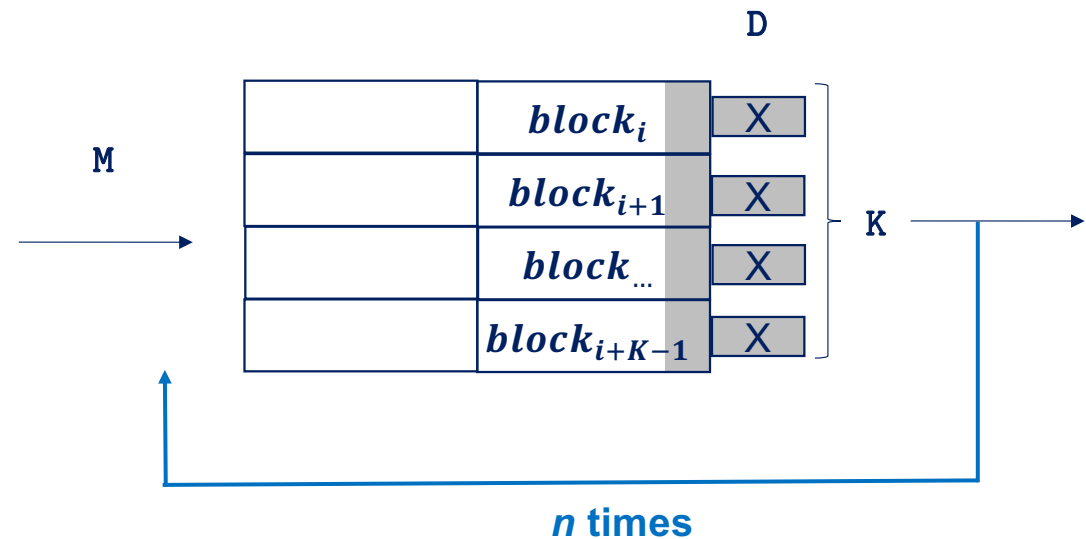 D
block_i X
M
block_{i+1} X
K
block_{...} X
block_{i+K-1} X
n times